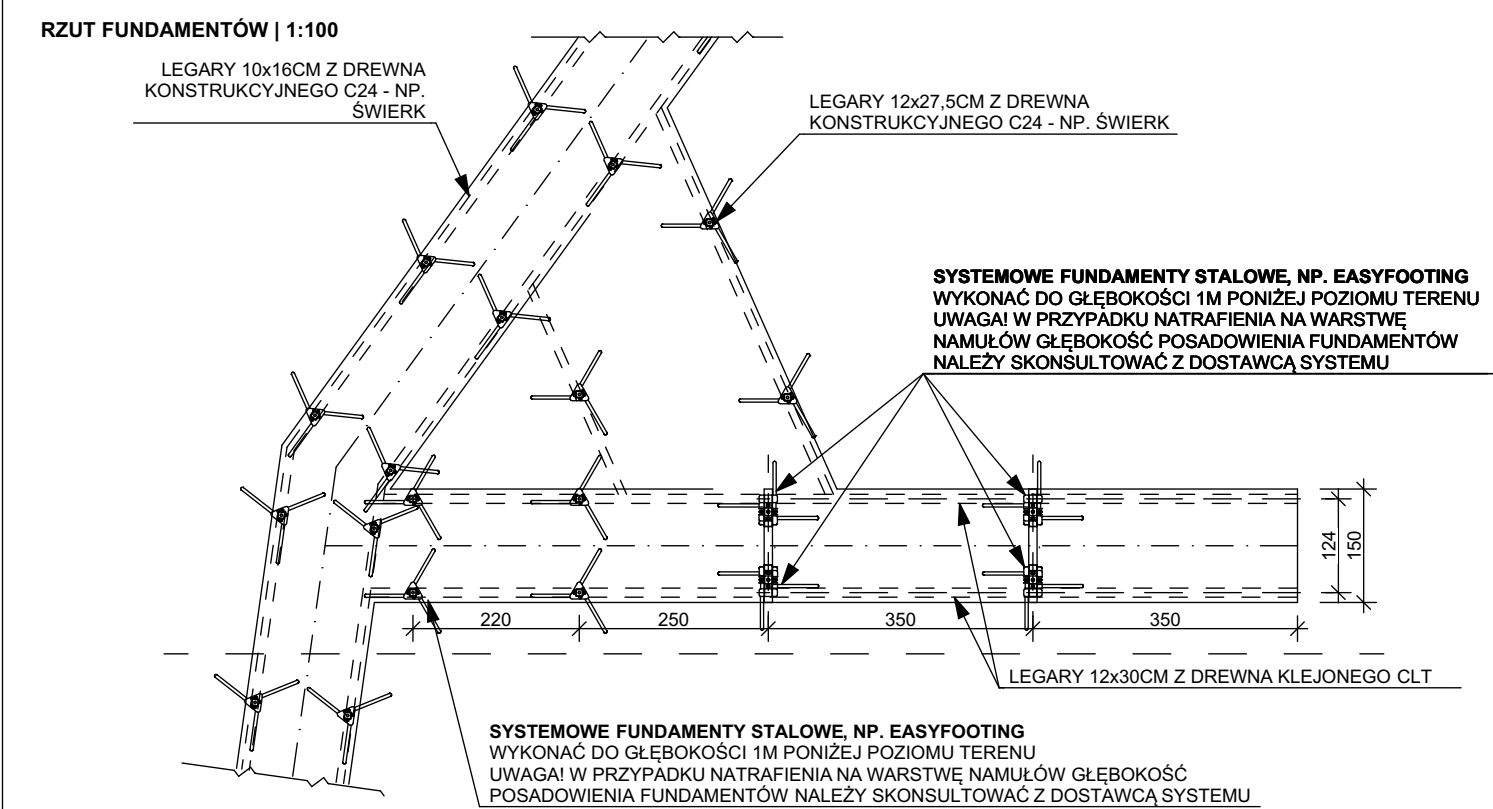 RZUT FUNDAMENTÓW | 1:100
LEGARY 10x16CM Z DREWNA
KONSTRUKCYJNEGO C24 - NP.
ŚWIERK
LEGARY 12x27,5CM Z DREWNA
KONSTRUKCYJNEGO C24 - NP. ŚWIERK
SYSTEMOWE FUNDAMENTY STALOWE, NP. EASYFOOTING
WYKONAĆ DO GŁĘBOKOŚCI 1M PONIŻEJ POZIOMU TERENU
UWAGA! W PRZYPADKU NATRAFIENIA NA WARSTWĘ
NAMUŁÓW GŁĘBOKOŚĆ POSADOWIENIA FUNDAMENTÓW
NALEŻY SKONSULTOWAĆ Z DOSTAWCĄ SYSTEMU
124
150
220
250
350
350
LEGARY 12x30CM Z DREWNA KLEJONEGO CLT
SYSTEMOWE FUNDAMENTY STALOWE, NP. EASYFOOTING
WYKONAĆ DO GŁĘBOKOŚCI 1M PONIŻEJ POZIOMU TERENU
UWAGA! W PRZYPADKU NATRAFIENIA NA WARSTWĘ NAMUŁÓW GŁĘBOKOŚĆ
POSADOWIENIA FUNDAMENTÓW NALEŻY SKONSULTOWAĆ Z DOSTAWCĄ SYSTEMU